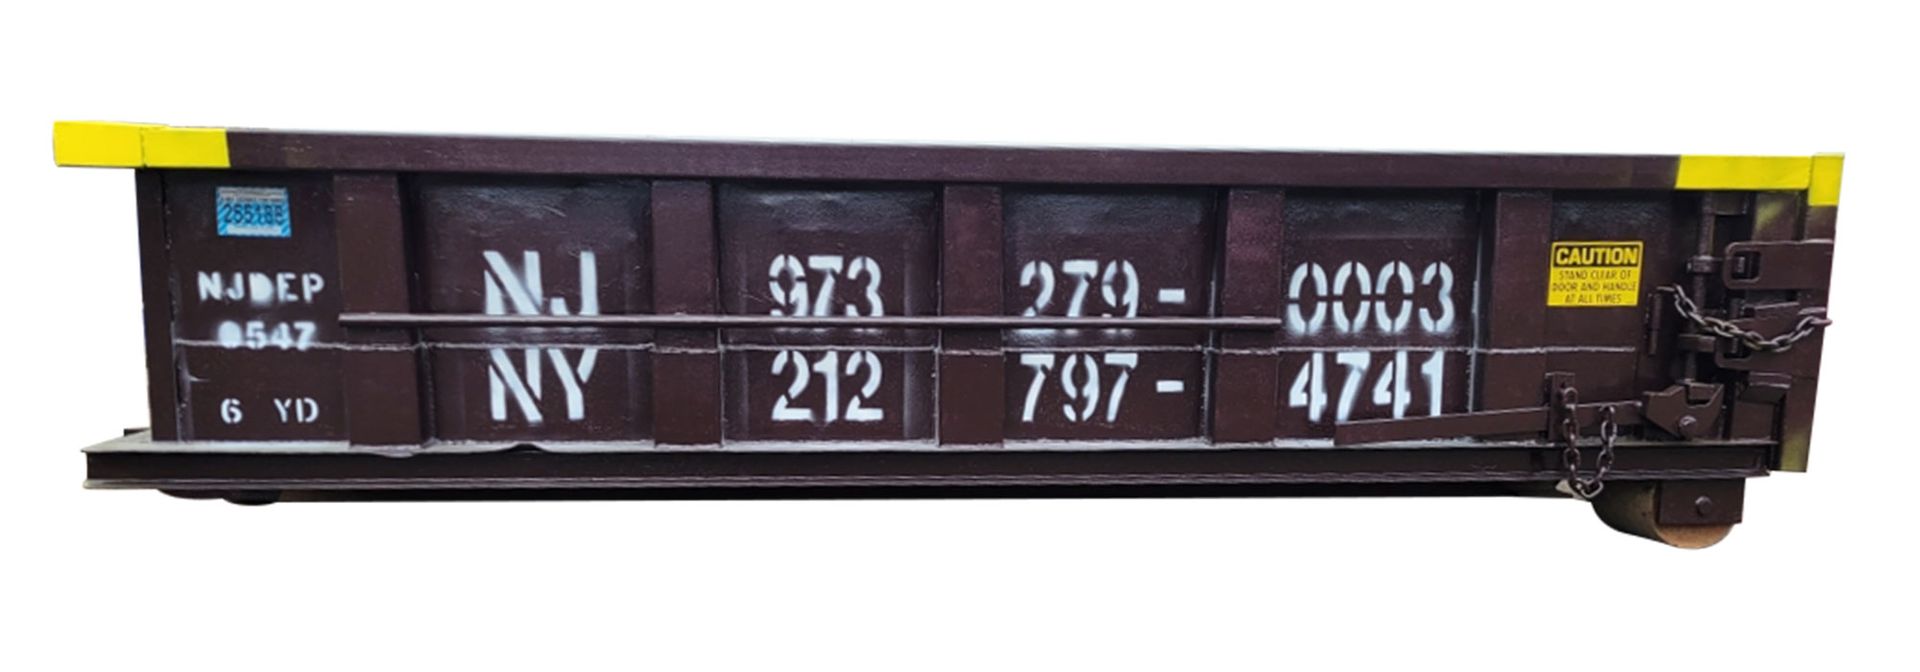 265188
NJDEP
0547
6 YD
NJ 973 279-0003
NY 212 797-4741
CAUTION
STAND CLEAR OF
DOOR AND HANDLE
AT ALL TIMES